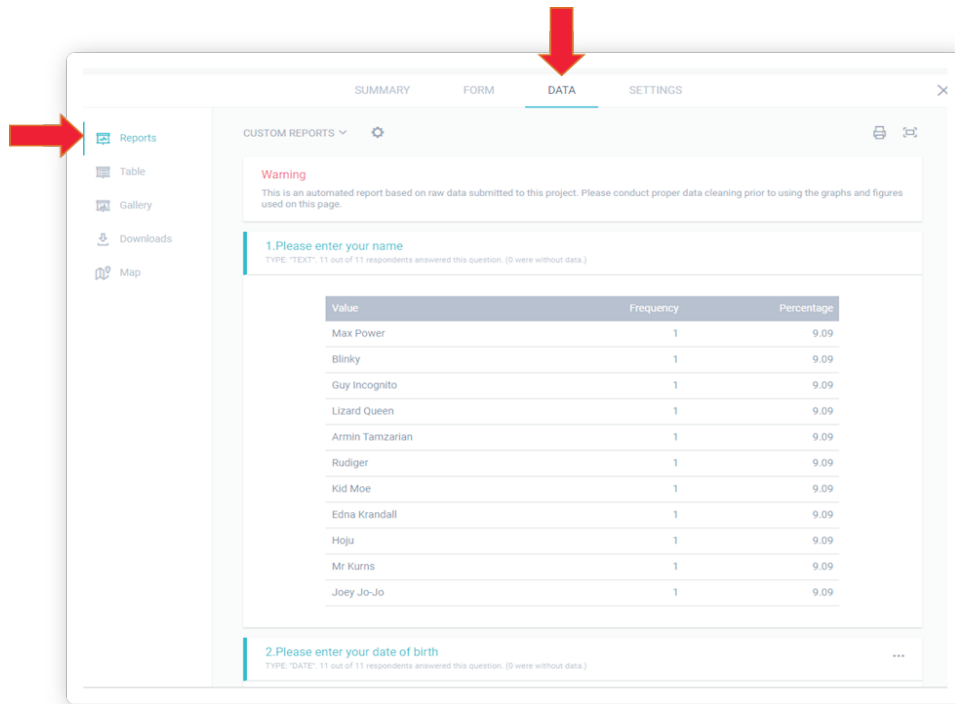 SUMMARY FORM DATA SETTINGS
Reports
Table
Gallery
Downloads
Map
CUSTOM REPORTS
Warning
This is an automated report based on raw data submitted to this project. Please conduct proper data cleaning prior to using the graphs and figures
used on this page.
1.Please enter your name
TYPE: "TEXT". 11 out of 11 respondents answered this question. (0 were without data.)
Value Frequency Percentage
Max Power 1 9.09
Blinky 1 9.09
Guy Incognito 1 9.09
Lizard Queen 1 9.09
Armin Tamzarian 1 9.09
Rudiger 1 9.09
Kid Moe 1 9.09
Edna Krandall 1 9.09
Hoju 1 9.09
Mr Kurns 1 9.09
Joey Jo-Jo 1 9.09
2.Please enter your date of birth
TYPE: "DATE". 11 out of 11 respondents answered this question. (0 were without data.)